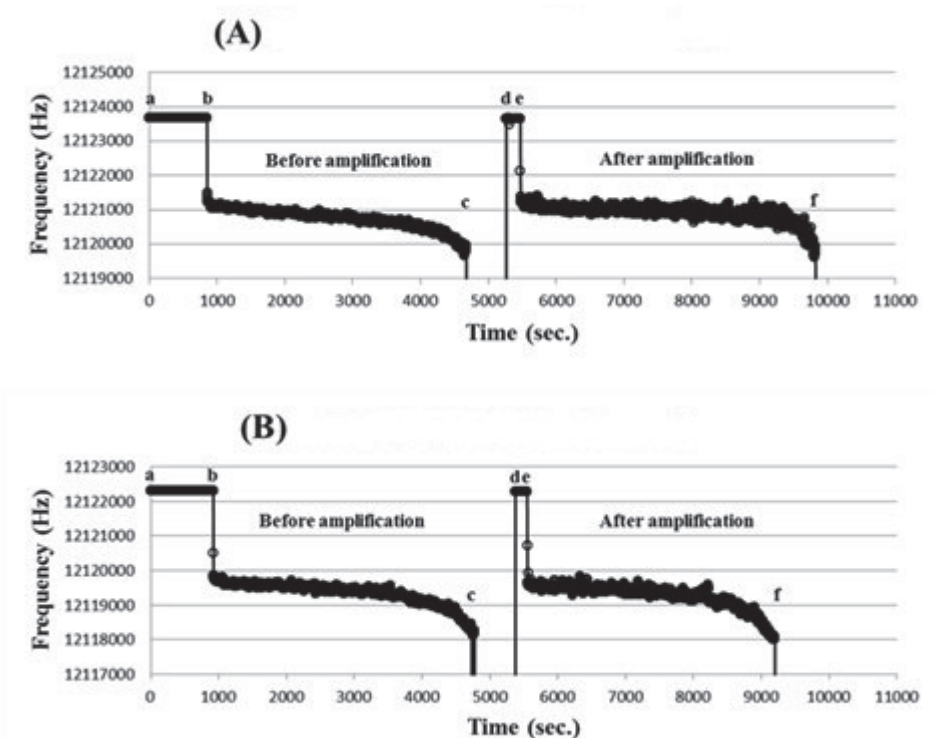 (A)
Frequency (Hz)
12125000
12124000
12123000
12122000
12121000
12120000
12119000
a b d e
Before amplification After amplification
c f
0 1000 2000 3000 4000 5000 6000 7000 8000 9000 10000 11000
Time (sec.)
(B)
Frequency (Hz)
12123000
12122000
12121000
12120000
12119000
12118000
12117000
a b d e
Before amplification After amplification
c f
0 1000 2000 3000 4000 5000 6000 7000 8000 9000 10000 11000
Time (sec.)